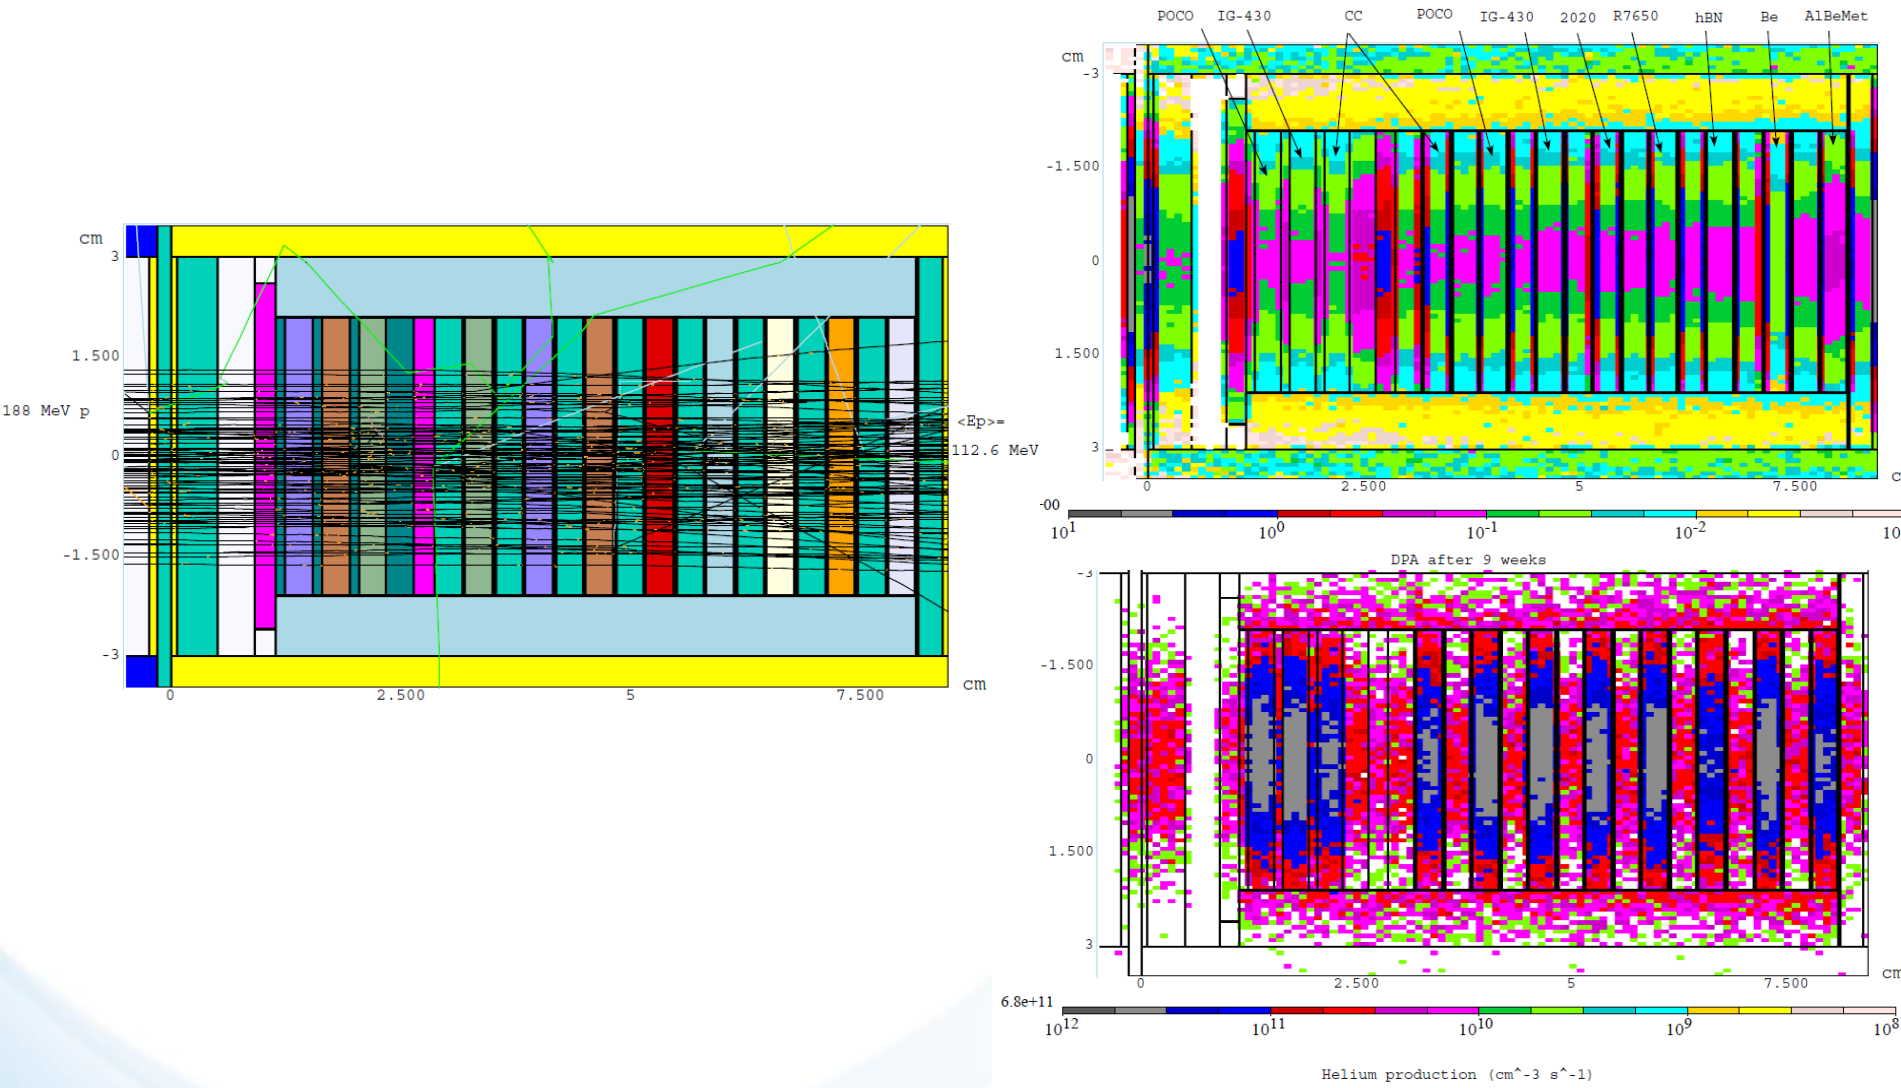 cm
3
1.500
188 MeV p
0
-1.500
-3
0 2.500 5 7.500
cm
<Ep>=
112.6 MeV
POCO IG-430 CC POCO IG-430 2020 R7650 hBN Be AlBeMet
cm
-3
-1.500
0
1.500
3
0 2.500 5 7.500
-00
10^1 10^0 10^-1 10^-2
DPA after 9 weeks
-3
-1.500
0
1.500
3
0 2.500 5 7.500
cm
6.8e+11
10^12 10^11 10^10 10^9 10^8
Helium production (cm^-3 s^-1)